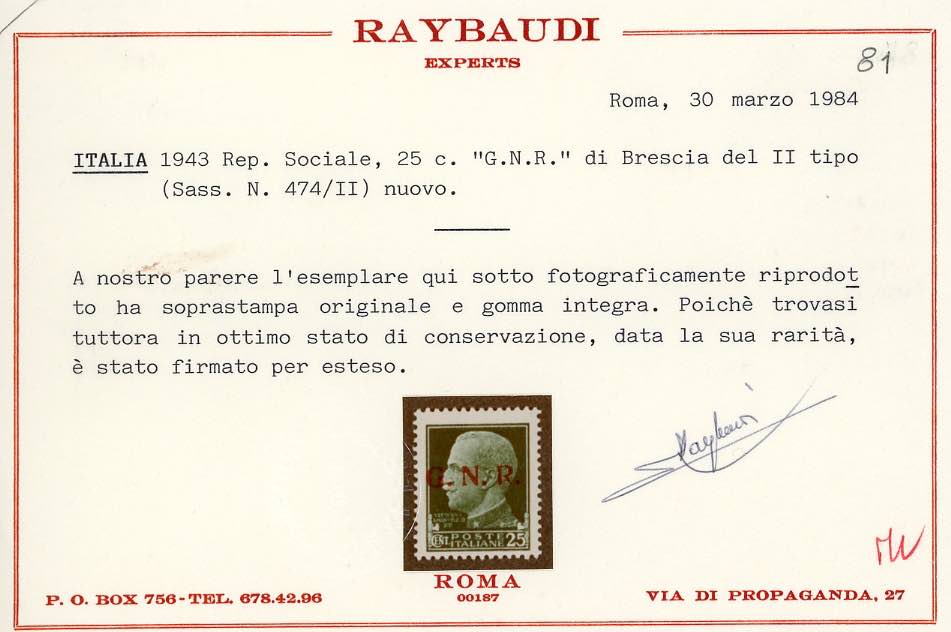 RAYBAUDI
EXPERTS
81
Roma, 30 marzo 1984
ITALIA 1943 Rep. Sociale, 25 c. "G.N.R." di Brescia del II tipo
(Sass. N. 474/II) nuovo.
A nostro parere l'esemplare qui sotto fotograficamente riprodot
to ha soprastampa originale e gomma integra. Poichè trovasi
tuttora in ottimo stato di conservazione, data la sua rarità,
è stato firmato per esteso.
Raybaudi
G. N. R.
CENT. POSTE 25
ITALIANE
ROMA
00187
P. O. BOX 756-TEL. 678.42.96
VIA DI PROPAGANDA, 27